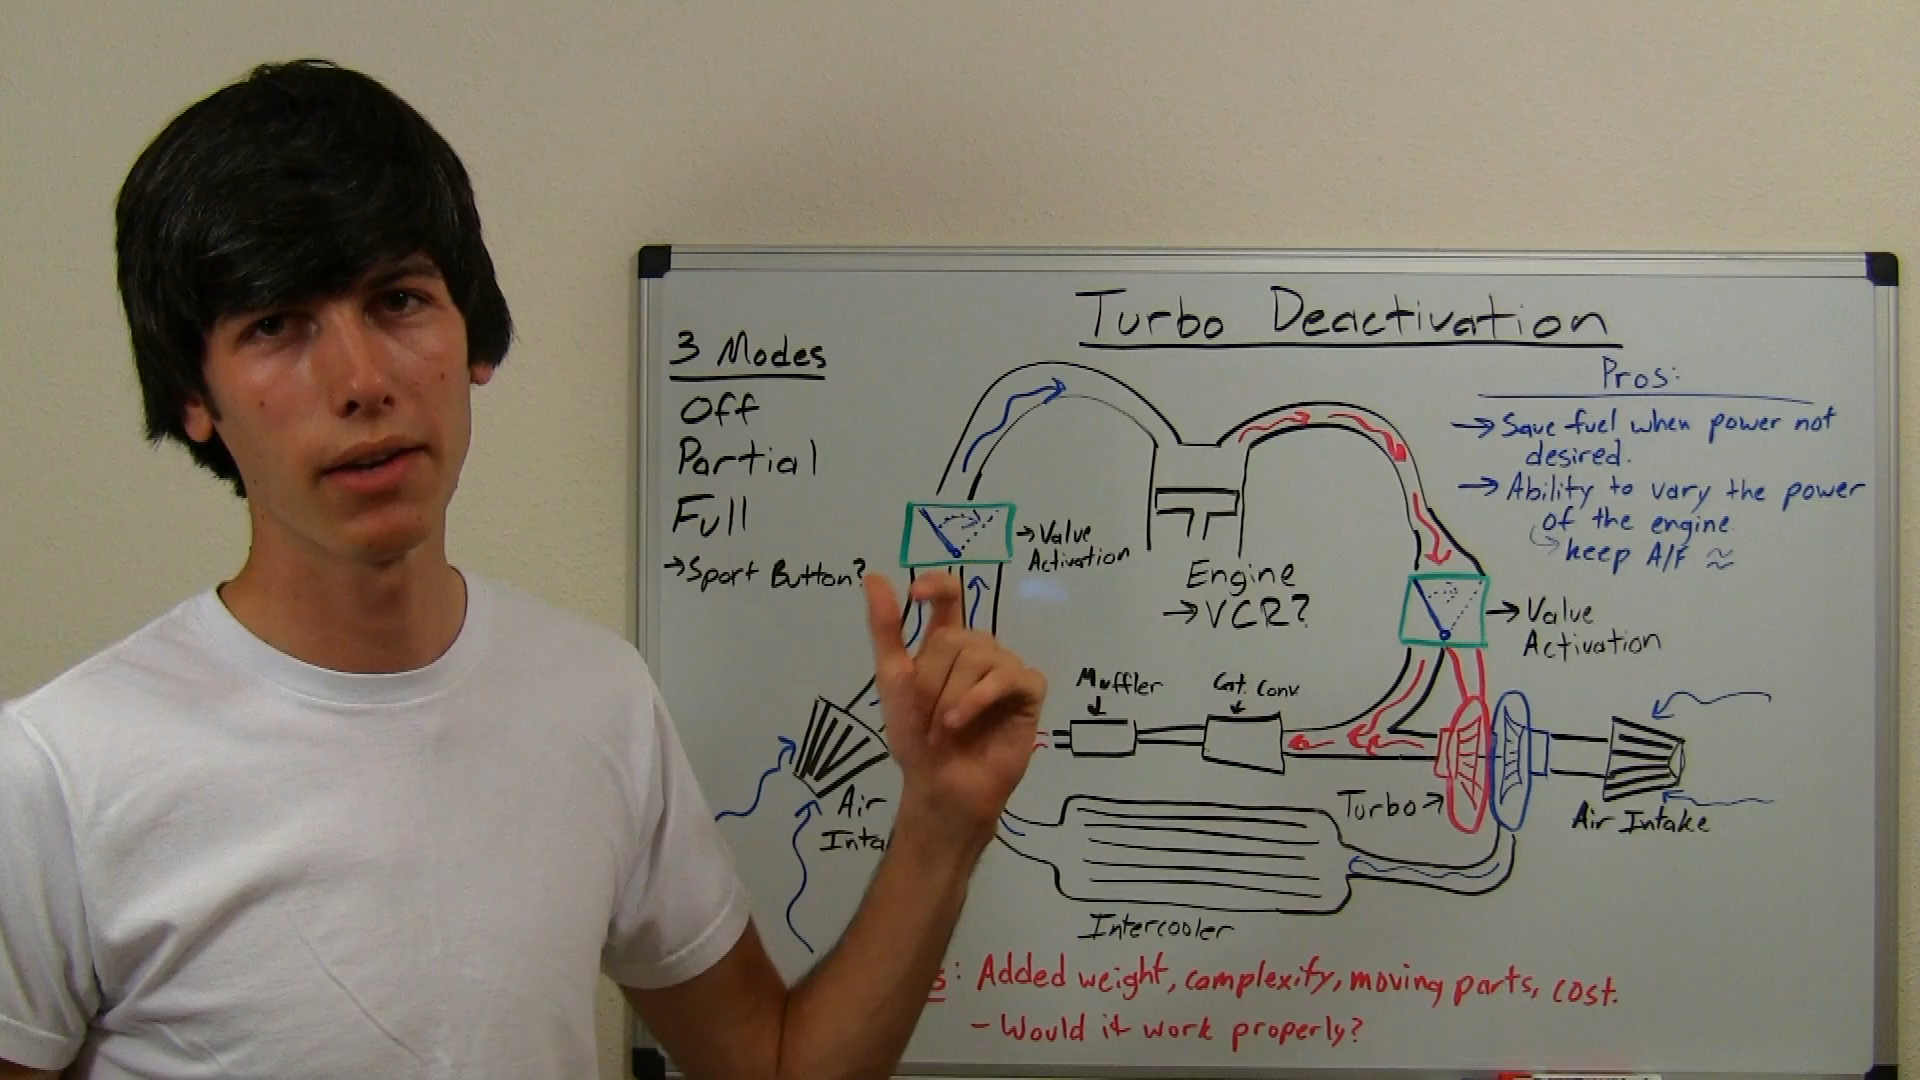 Turbo Deactivation
3 Modes
Off
Partial
Full
→Sport Button?
→Valve
Activation
Engine
→VCR?
Pros:
→ Save fuel when power not
desired.
→ Ability to vary the power
of the engine
↳ keep A/F ≈
→Valve
Activation
Muffler
Cat. Conv
Turbo→
Air Intake
Air
Inta
Intercooler
s: Added weight, complexity, moving parts, cost.
- Would it work properly?